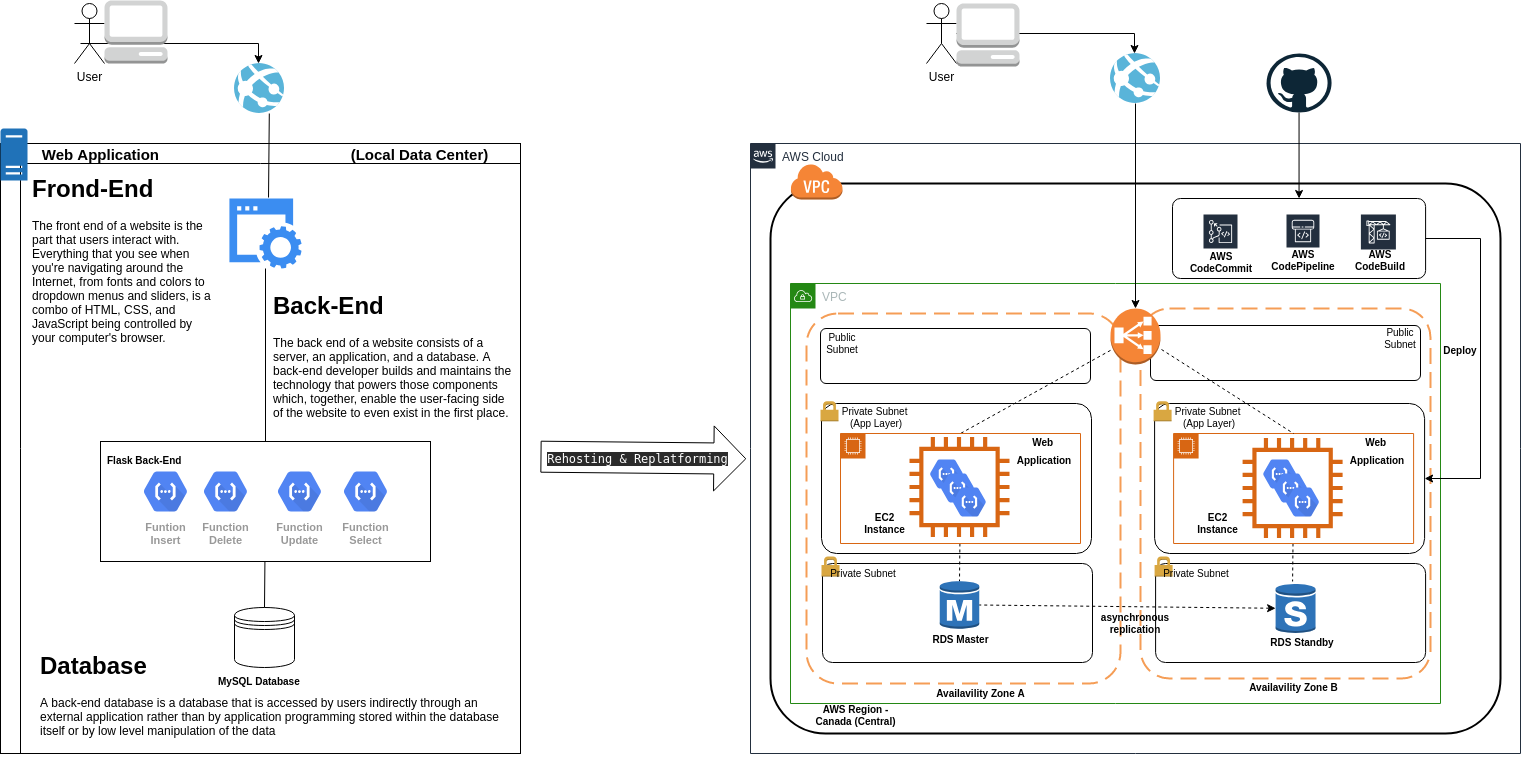 User
Web Application
(Local Data Center)
Frond-End
The front end of a website is the
part that users interact with.
Everything that you see when
you're navigating around the
Internet, from fonts and colors to
dropdown menus and sliders, is a
combo of HTML, CSS, and
JavaScript being controlled by
your computer's browser.
Back-End
The back end of a website consists of a
server, an application, and a database. A
back-end developer builds and maintains the
technology that powers those components
which, together, enable the user-facing side
of the website to even exist in the first place.
Flask Back-End
Funtion
Insert
Function
Delete
Function
Update
Function
Select
MySQL Database
Database
A back-end database is a database that is accessed by users indirectly through an
external application rather than by application programming stored within the database
itself or by low level manipulation of the data
Rehosting & Replatforming
User
aws
AWS Cloud
VPC
AWS
CodeCommit
AWS
CodePipeline
AWS
CodeBuild
VPC
Public
Subnet
Public
Subnet
Deploy
Private Subnet
(App Layer)
Web
Application
EC2
Instance
Private Subnet
(App Layer)
Web
Application
EC2
Instance
Private Subnet
M
RDS Master
asynchronous
replication
Private Subnet
S
RDS Standby
Availavility Zone A
Availavility Zone B
AWS Region -
Canada (Central)